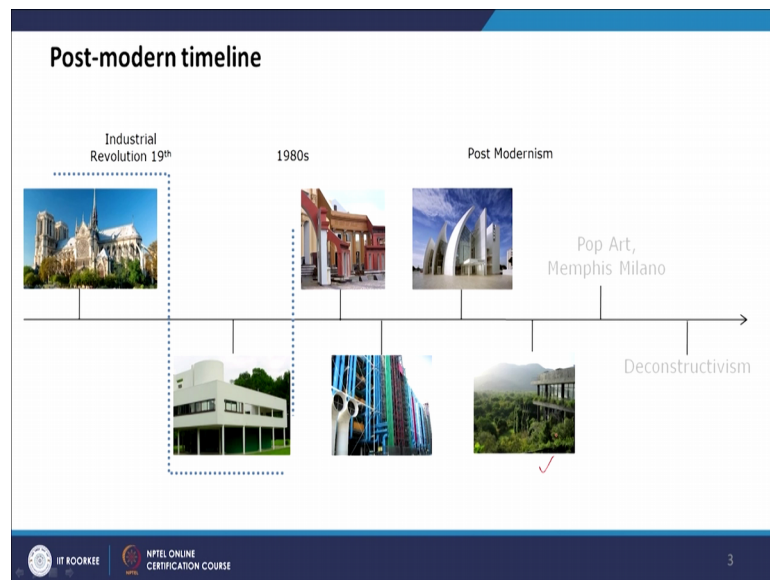 Post-modern timeline
Industrial
Revolution 19th
1980s
Post Modernism
Pop Art,
Memphis Milano
Deconstructivism
IIT ROORKEE
NPTEL ONLINE
CERTIFICATION COURSE
NPTEL
3